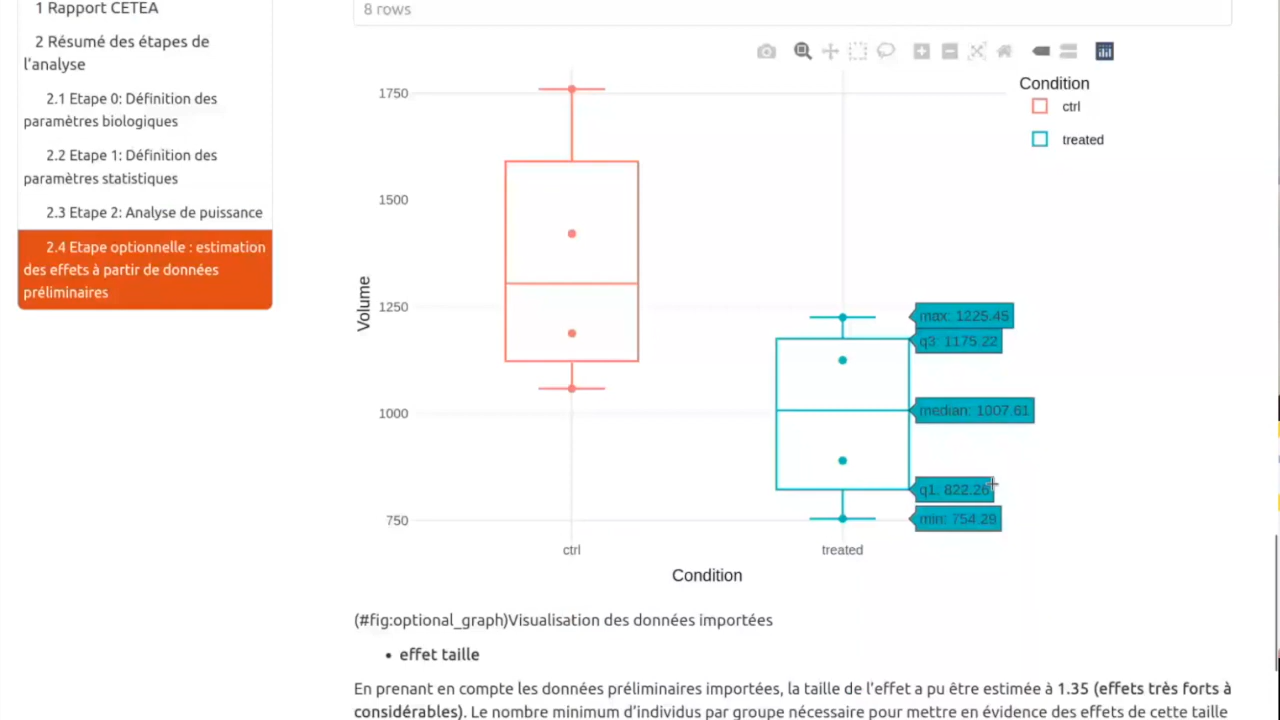 1 Rapport CETEA
2 Résumé des étapes de
l'analyse
2.1 Etape 0: Définition des
paramètres biologiques
2.2 Etape 1: Définition des
paramètres statistiques
2.3 Etape 2: Analyse de puissance
2.4 Etape optionnelle : estimation
des effets à partir de données
préliminaires
8 rows
Condition
ctrl
treated
1750
1500
1250
1000
750
Volume
max: 1225.45
q3: 1175.22
median: 1007.61
q1: 822.26
min: 754.29
ctrl
treated
Condition
(#fig:optional_graph)Visualisation des données importées
• effet taille
En prenant en compte les données préliminaires importées, la taille de l'effet a pu être estimée à 1.35 (effets très forts à
considérables). Le nombre minimum d'individus par groupe nécessaire pour mettre en évidence des effets de cette taille